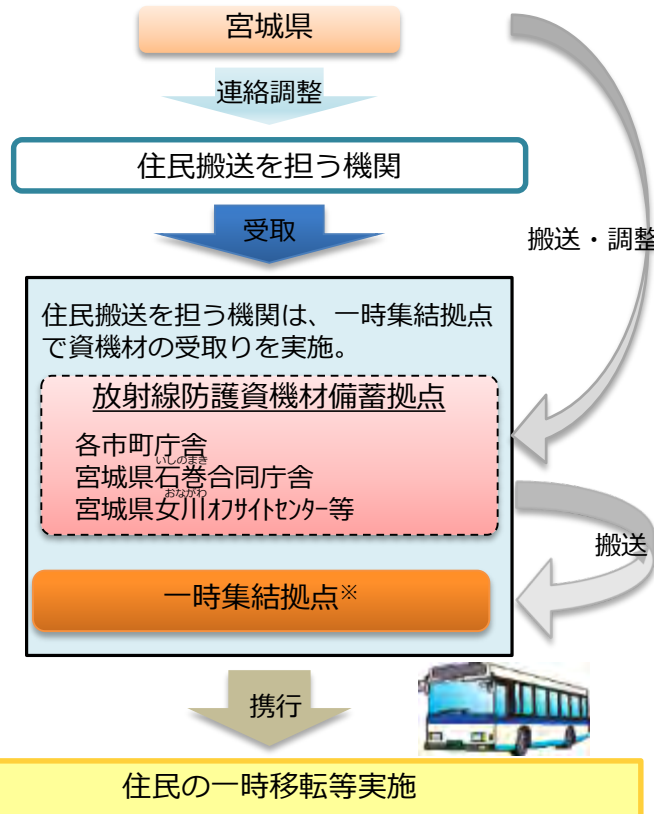 宮城県
連絡調整
住民搬送を担う機関
受取
搬送・調整
住民搬送を担う機関は、一時集結拠点
で資機材の受取りを実施。
放射線防護資機材備蓄拠点
各市町庁舎
いしのまき
宮城県石巻合同庁舎
おながわ
宮城県女川ｵﾌｻｲﾄｾﾝﾀｰ等
搬送
一時集結拠点※
携行
住民の一時移転等実施